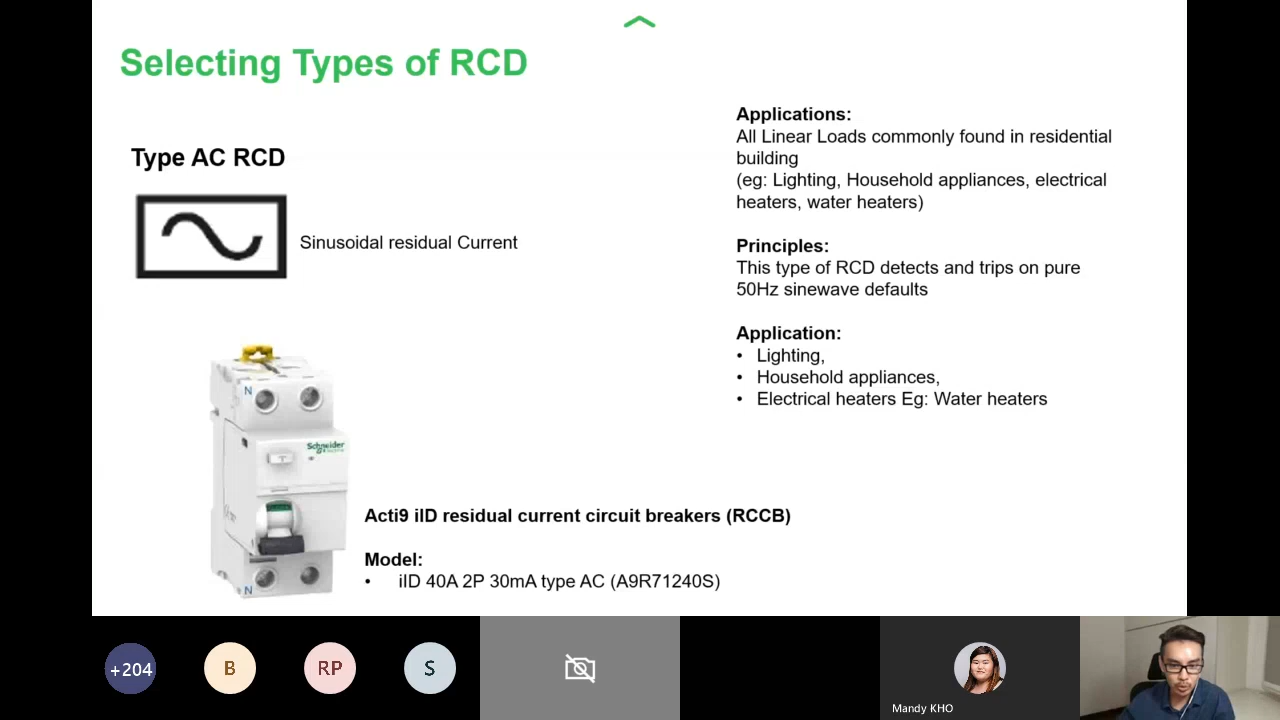 Selecting Types of RCD
Type AC RCD
Sinusoidal residual Current
Applications:
All Linear Loads commonly found in residential
building
(eg: Lighting, Household appliances, electrical
heaters, water heaters)
Principles:
This type of RCD detects and trips on pure
50Hz sinewave defaults
Application:
• Lighting,
• Household appliances,
• Electrical heaters Eg: Water heaters
N
Schneider
Electric
N
Acti9 iID residual current circuit breakers (RCCB)
Model:
• iID 40A 2P 30mA type AC (A9R71240S)
+204
B
RP
S
Mandy KHO